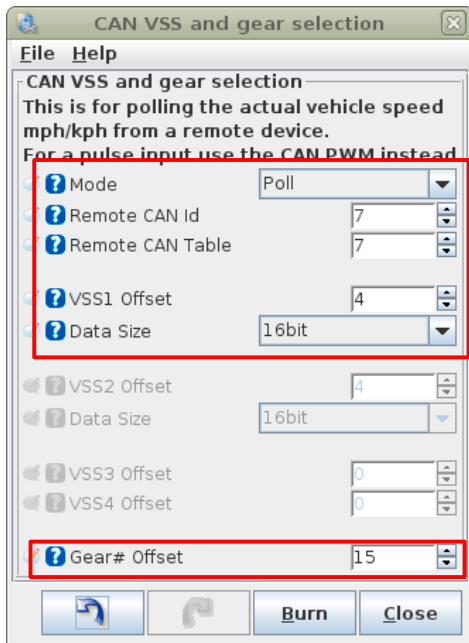 CAN VSS and gear selection
File Help
CAN VSS and gear selection
This is for polling the actual vehicle speed
mph/kph from a remote device.
For a pulse input use the CAN PWM instead
Mode Poll
Remote CAN Id 7
Remote CAN Table 7
VSS1 Offset 4
Data Size 16bit
VSS2 Offset 4
Data Size 16bit
VSS3 Offset 0
VSS4 Offset 0
Gear# Offset 15
Burn Close